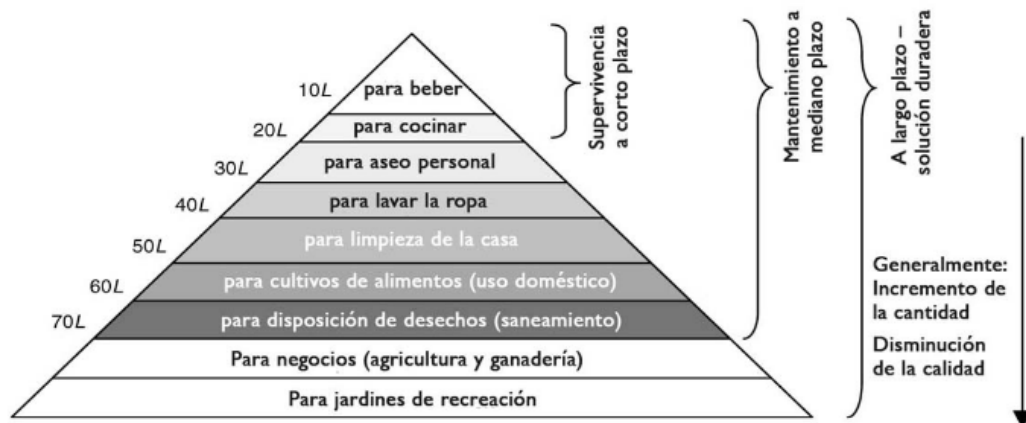 10L
para beber
20L
para cocinar
30L
para aseo personal
40L
para lavar la ropa
50L
para limpieza de la casa
60L
para cultivos de alimentos (uso doméstico)
70L
para disposición de desechos (saneamiento)
Para negocios (agricultura y ganadería)
Para jardines de recreación
Supervivencia
a corto plazo
Mantenimiento a
mediano plazo
A largo plazo –
solución duradera
Generalmente:
Incremento de
la cantidad
Disminución
de la calidad